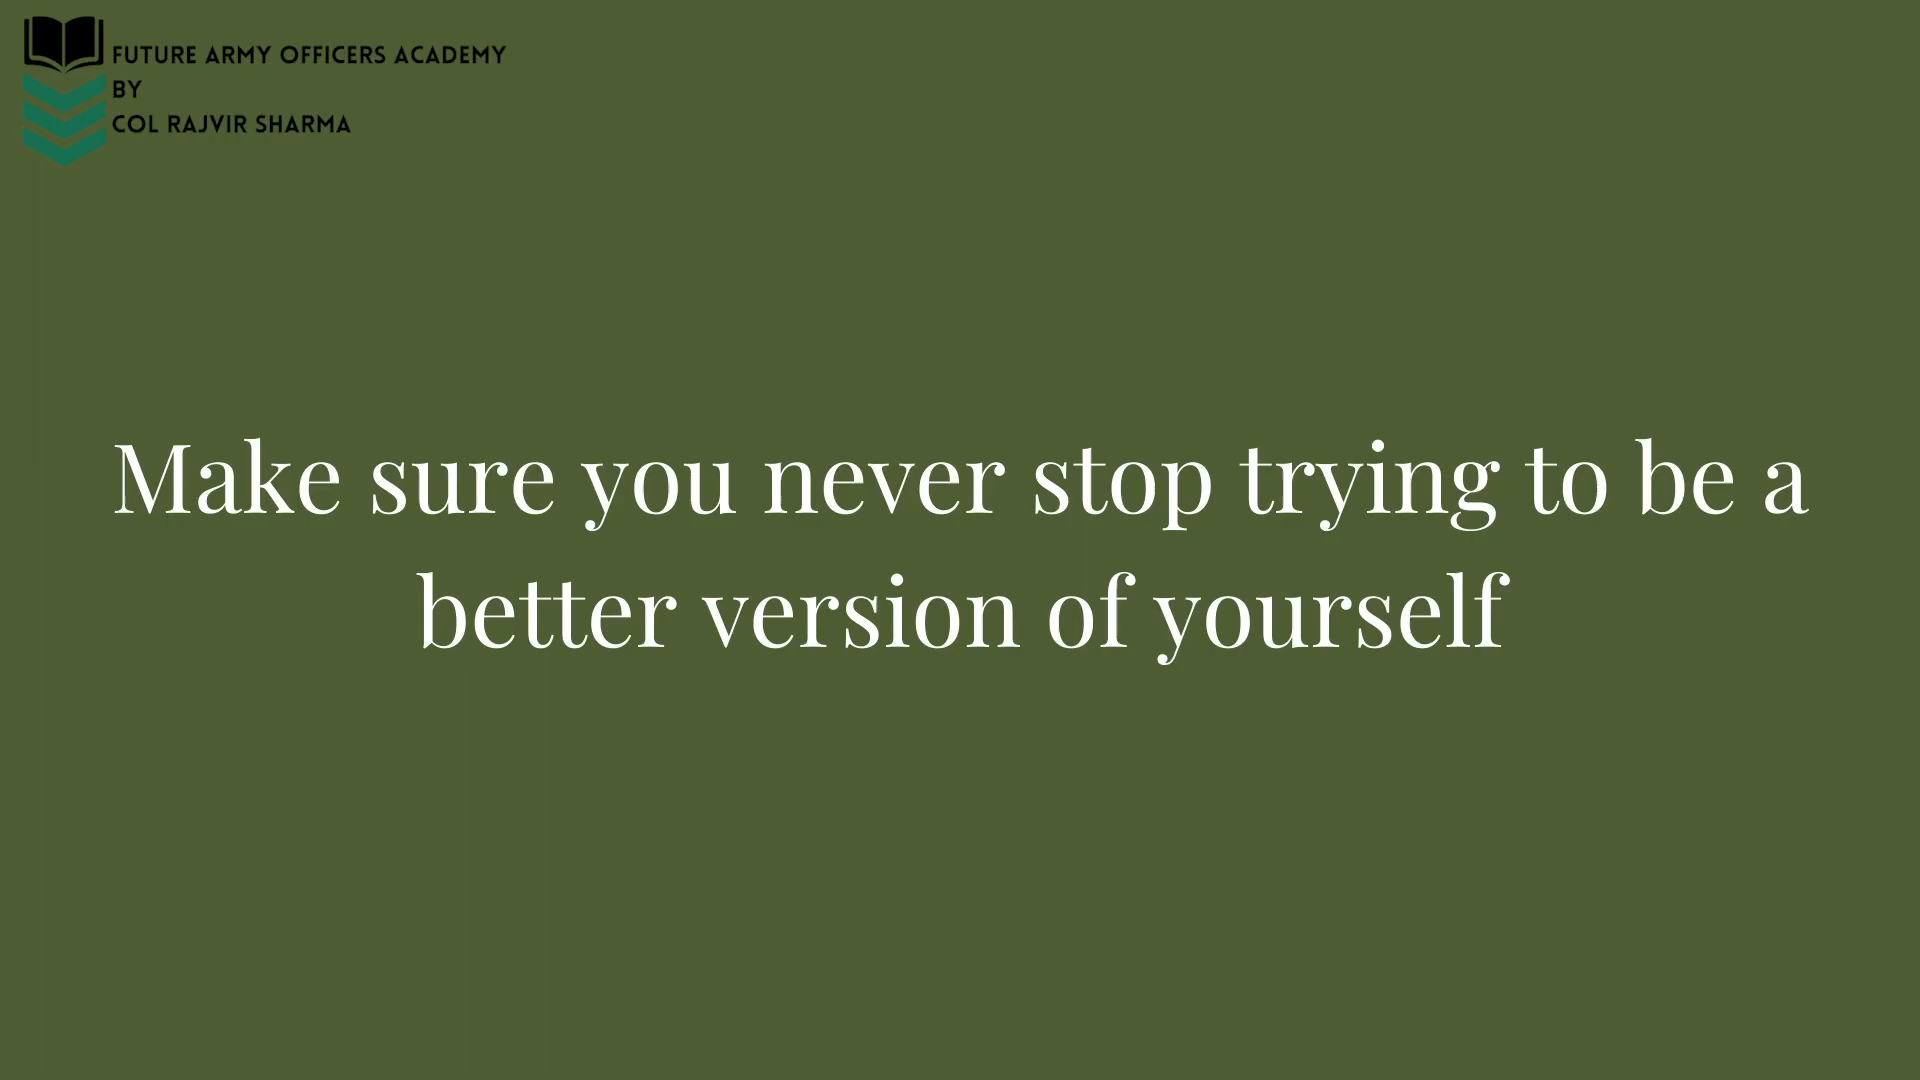 FUTURE ARMY OFFICERS ACADEMY
BY
COL RAJVIR SHARMA
Make sure you never stop trying to be a
better version of yourself